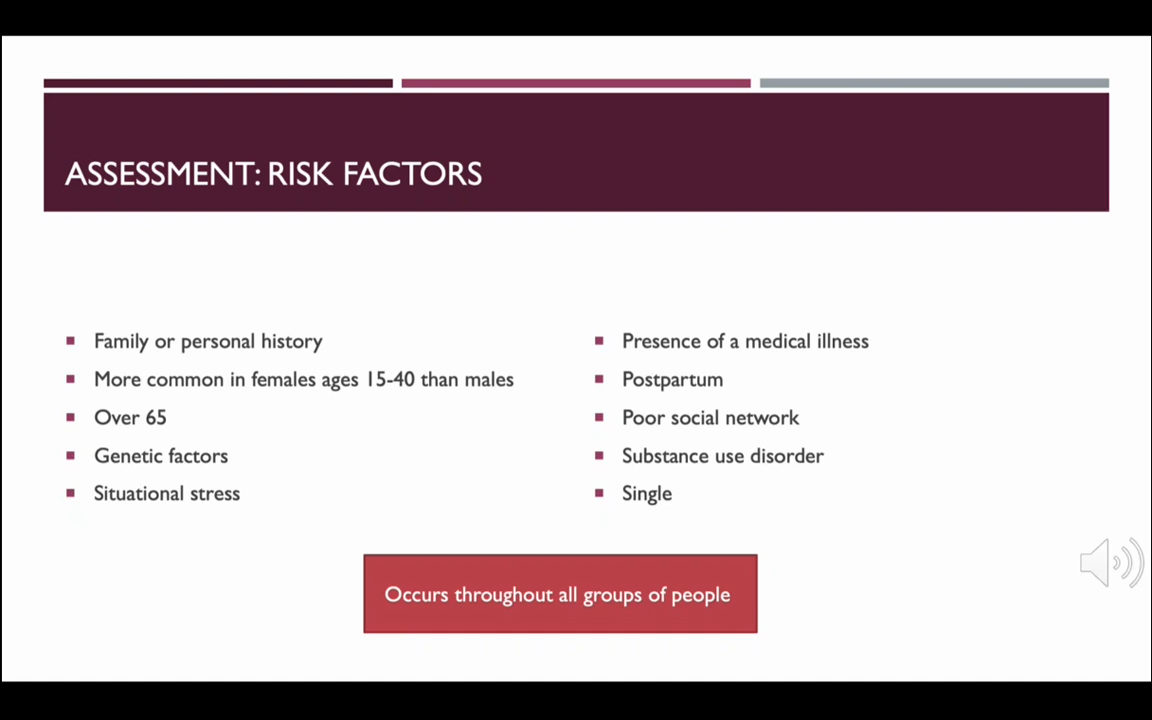 ASSESSMENT: RISK FACTORS
Family or personal history
More common in females ages 15-40 than males
Over 65
Genetic factors
Situational stress
Presence of a medical illness
Postpartum
Poor social network
Substance use disorder
Single
Occurs throughout all groups of people